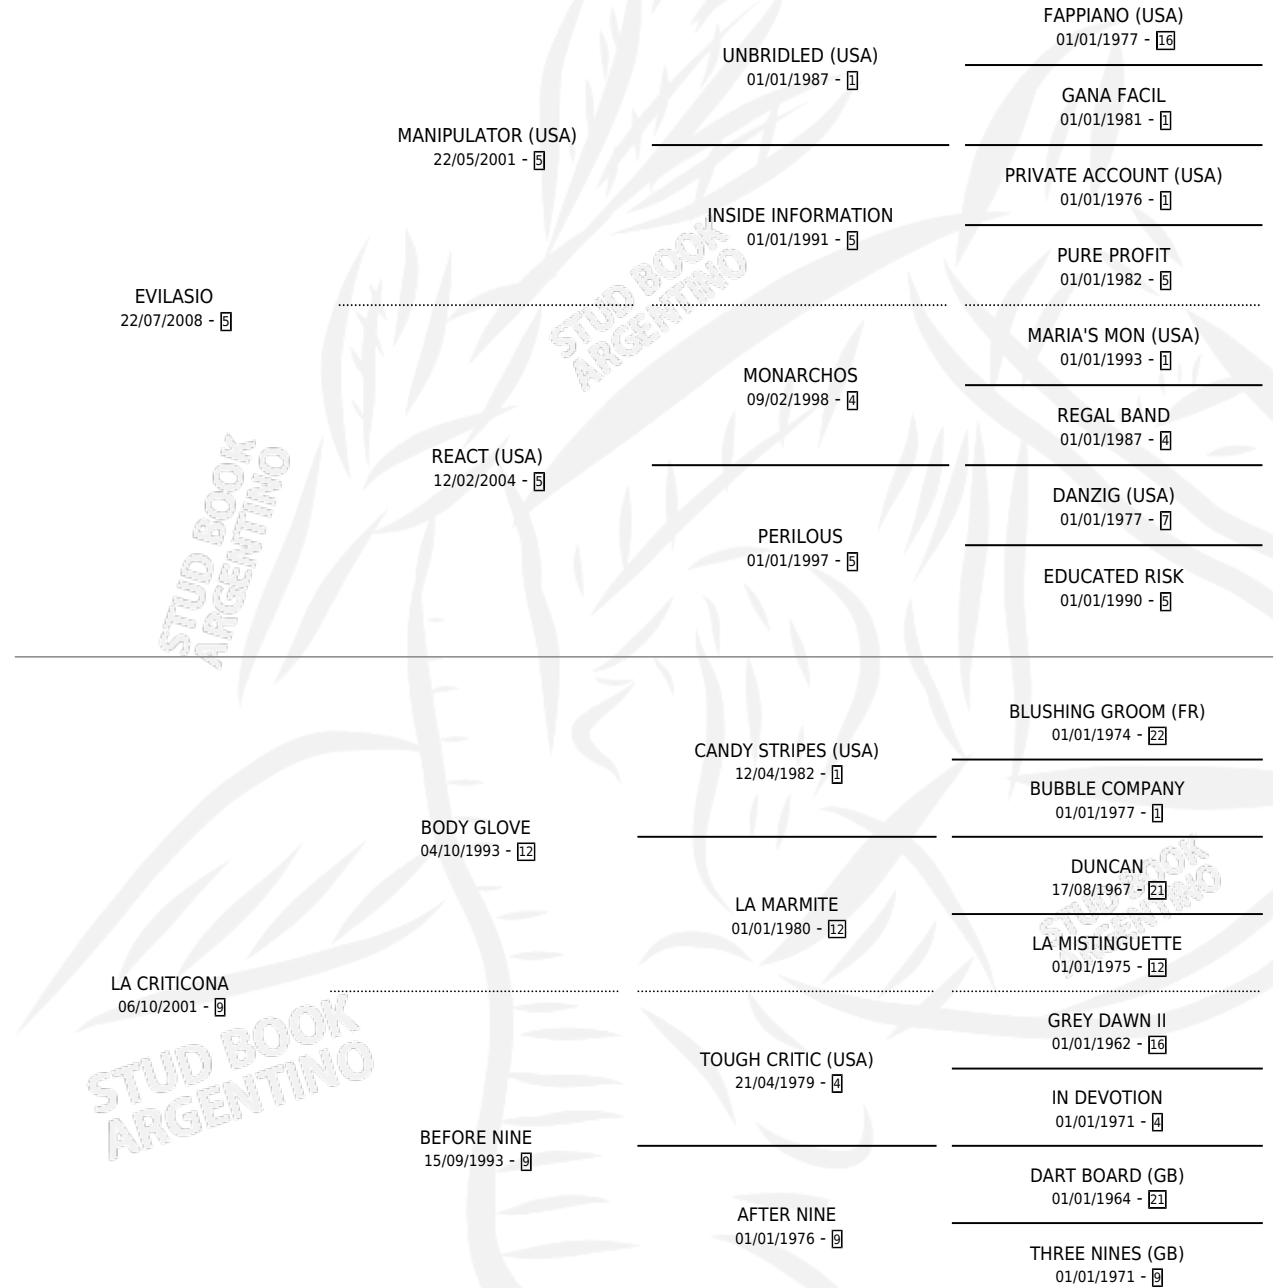 FAPPIANO (USA)
01/01/1977 - 16
UNBRIDLED (USA)
01/01/1987 - 1
GANA FACIL
01/01/1981 - 1
MANIPULATOR (USA)
22/05/2001 - 5
PRIVATE ACCOUNT (USA)
01/01/1976 - 1
INSIDE INFORMATION
01/01/1991 - 5
PURE PROFIT
01/01/1982 - 5
EVILASIO
22/07/2008 - 5
STUD BOOK
ARGENTINO
MARIA'S MON (USA)
01/01/1993 - 1
MONARCHOS
09/02/1998 - 4
REGAL BAND
01/01/1987 - 4
REACT (USA)
12/02/2004 - 5
DANZIG (USA)
01/01/1977 - 7
PERILOUS
01/01/1997 - 5
EDUCATED RISK
01/01/1990 - 5
STUD BOOK
ARGENTINO
BLUSHING GROOM (FR)
01/01/1974 - 22
CANDY STRIPES (USA)
12/04/1982 - 1
BUBBLE COMPANY
01/01/1977 - 1
BODY GLOVE
04/10/1993 - 12
DUNCAN
17/08/1967 - 21
LA MARMITE
01/01/1980 - 12
STUD BOOK
ARGENTINO
LA MISTINGUETTE
01/01/1975 - 12
LA CRITICONA
06/10/2001 - 9
STUD BOOK
ARGENTINO
GREY DAWN II
01/01/1962 - 16
TOUGH CRITIC (USA)
21/04/1979 - 4
IN DEVOTION
01/01/1971 - 4
BEFORE NINE
15/09/1993 - 9
DART BOARD (GB)
01/01/1964 - 21
AFTER NINE
01/01/1976 - 9
THREE NINES (GB)
01/01/1971 - 9